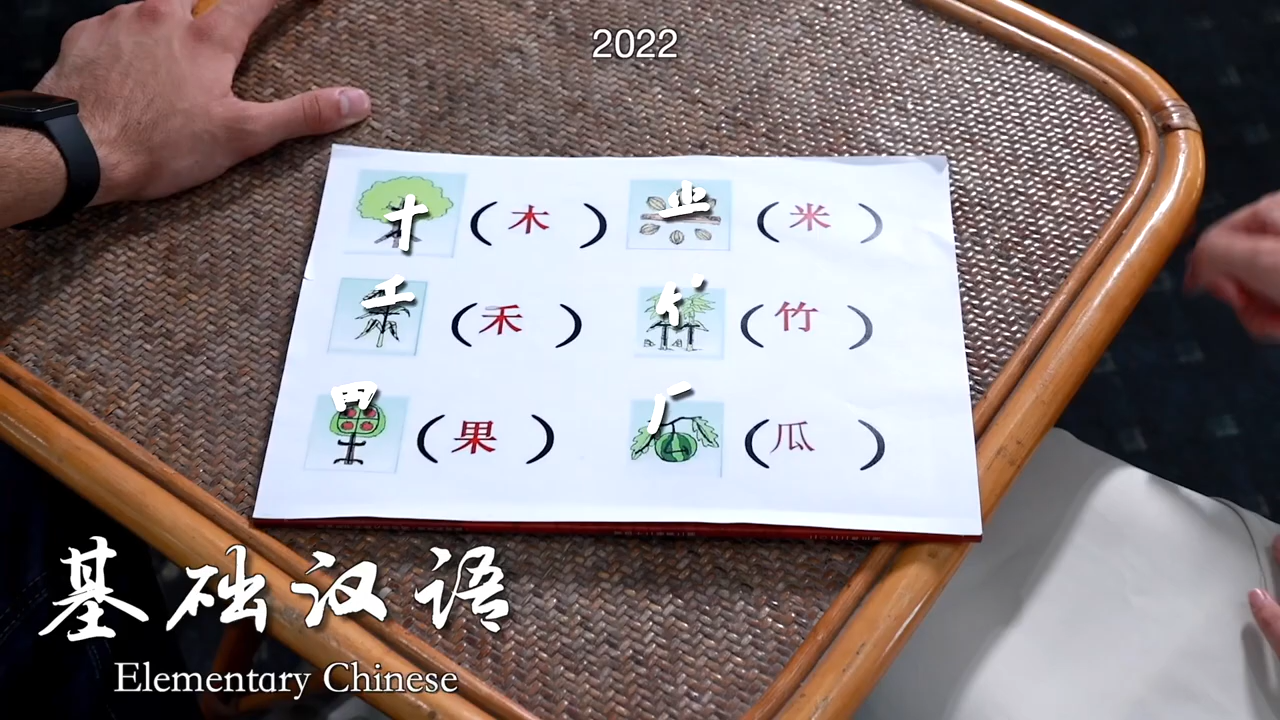 2022
( 木 ) ( 米 )
( 禾 ) ( 竹 )
( 果 ) ( 瓜 )
基础汉语
Elementary Chinese